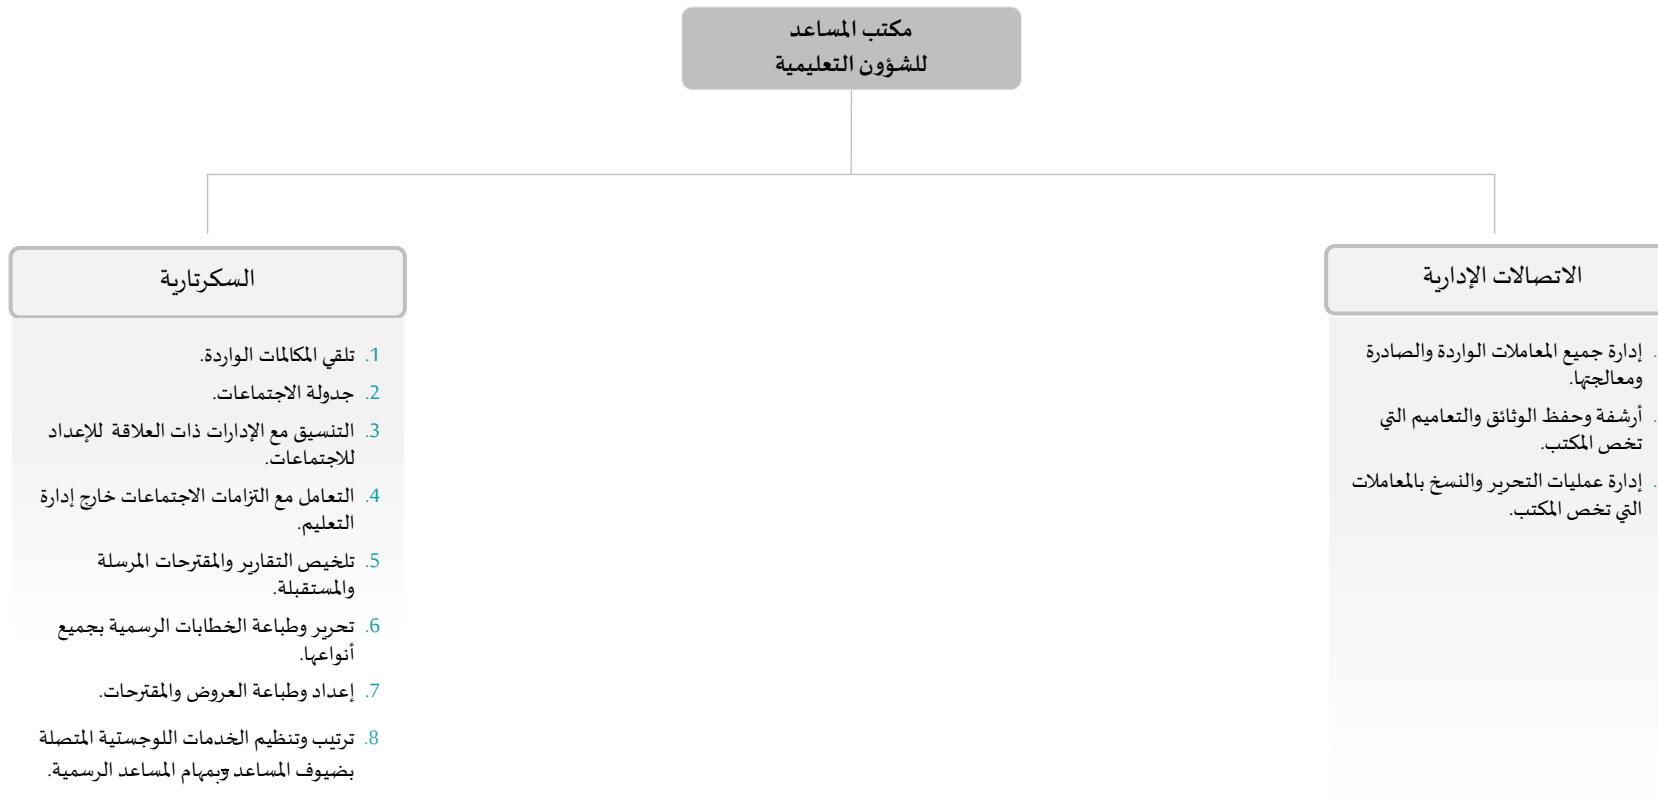 مكتب المساعد
للشؤون التعليمية
الاتصالات الإدارية
. إدارة جميع المعاملات الواردة والصادرة
ومعالجتها.
. أرشفة وحفظ الوثائق والتعاميم التي
تخص المكتب.
. إدارة عمليات التحرير والنسخ بالمعاملات
التي تخص المكتب.
السكرتارية
1. تلقي المكالمات الواردة.
2. جدولة الاجتماعات.
3. التنسيق مع الإدارات ذات العلاقة للإعداد
للاجتماعات.
4. التعامل مع التزامات الاجتماعات خارج إدارة
التعليم.
5. تلخيص التقارير والمقترحات المرسلة
والمستقبلة.
6. تحرير وطباعة الخطابات الرسمية بجميع
أنواعها.
7. إعداد وطباعة العروض والمقترحات.
8. ترتيب وتنظيم الخدمات اللوجستية المتصلة
بضيوف المساعد وبمهام المساعد الرسمية.